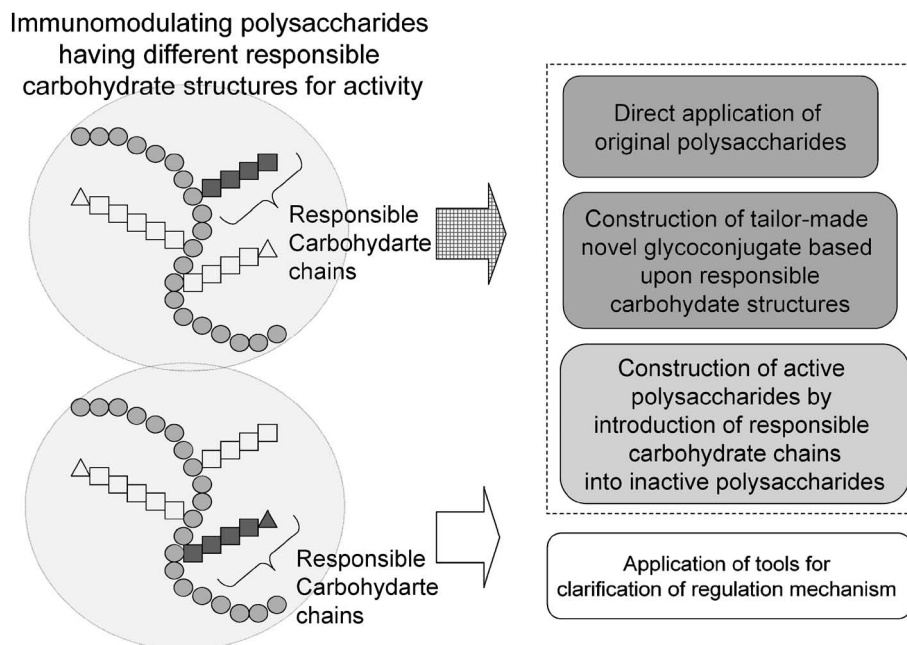 Immunomodulating polysaccharides
having different responsible
carbohydrate structures for activity
Responsible
Carbohydarte
chains
Responsible
Carbohydarte
chains
Direct application of
original polysaccharides
Construction of tailor-made
novel glycoconjugate based
upon responsible
carbohydate structures
Construction of active
polysaccharides by
introduction of responsible
carbohydrate chains
into inactive polysaccharides
Application of tools for
clarification of regulation mechanism